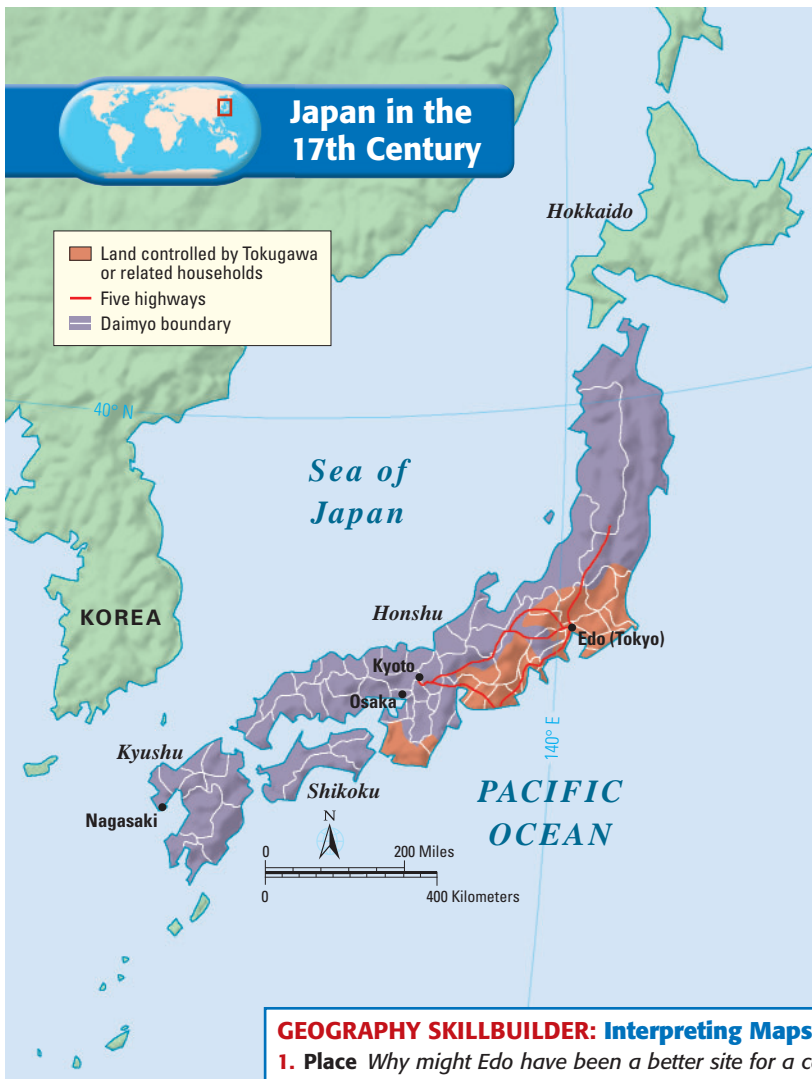 Japan in the
17th Century
Hokkaido
Land controlled by Tokugawa
or related households
Five highways
Daimyo boundary
40° N
Sea of
Japan
KOREA
Honshu
Edo (Tokyo)
Kyoto
Osaka
140° E
Kyushu
Shikoku
PACIFIC
OCEAN
Nagasaki
N
0 200 Miles
0 400 Kilometers
GEOGRAPHY SKILLBUILDER: Interpreting Maps
1. Place Why might Edo have been a better site for a